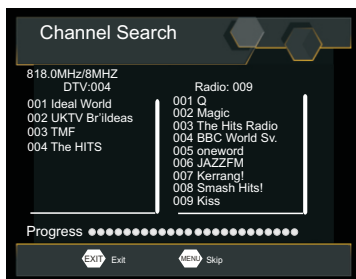 Channel Search
818.0MHz/8MHZ
DTV:004
001 Ideal World
002 UKTV Br'ildeas
003 TMF
004 The HITS
Radio: 009
001 Q
002 Magic
003 The Hits Radio
004 BBC World Sv.
005 oneword
006 JAZZFM
007 Kerrang!
008 Smash Hits!
009 Kiss
Progress
EXIT Exit
MENU Skip